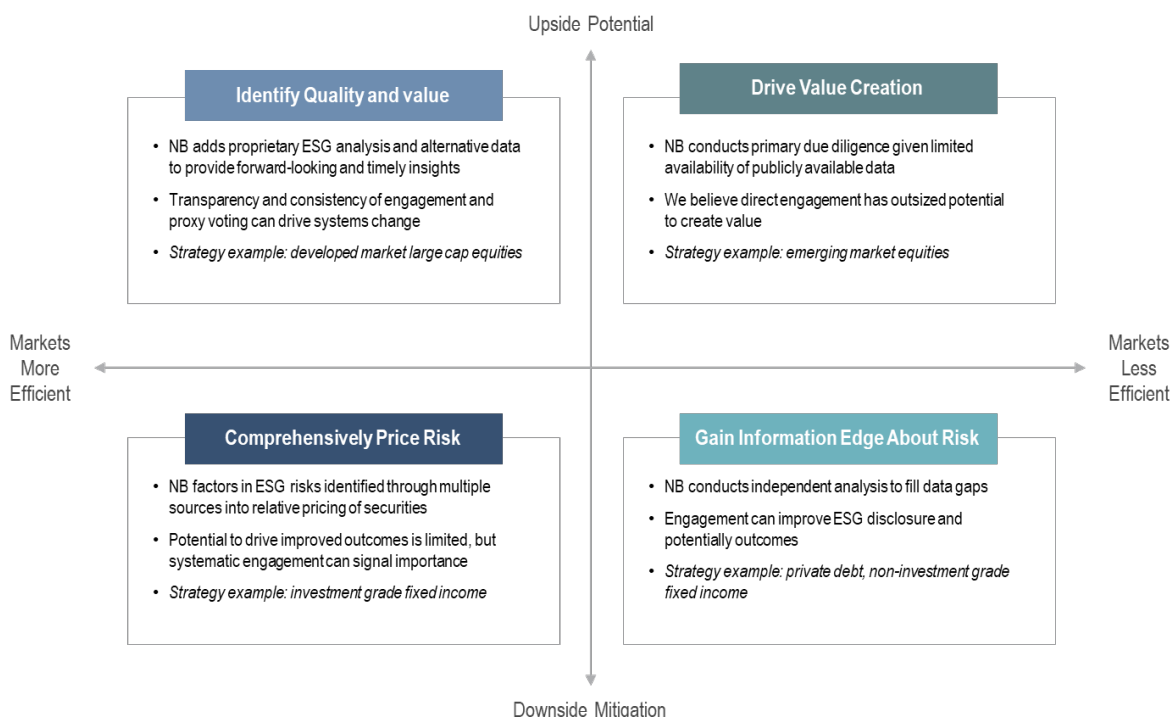 Upside Potential
Identify Quality and value
• NB adds proprietary ESG analysis and alternative data
to provide forward-looking and timely insights
• Transparency and consistency of engagement and
proxy voting can drive systems change
• Strategy example: developed market large cap equities
Drive Value Creation
• NB conducts primary due diligence given limited
availability of publicly available data
• We believe direct engagement has outsized potential
to create value
• Strategy example: emerging market equities
Markets
More
Efficient
Markets
Less
Efficient
Comprehensively Price Risk
• NB factors in ESG risks identified through multiple
sources into relative pricing of securities
• Potential to drive improved outcomes is limited, but
systematic engagement can signal importance
• Strategy example: investment grade fixed income
Gain Information Edge About Risk
• NB conducts independent analysis to fill data gaps
• Engagement can improve ESG disclosure and
potentially outcomes
• Strategy example: private debt, non-investment grade
fixed income
Downside Mitigation